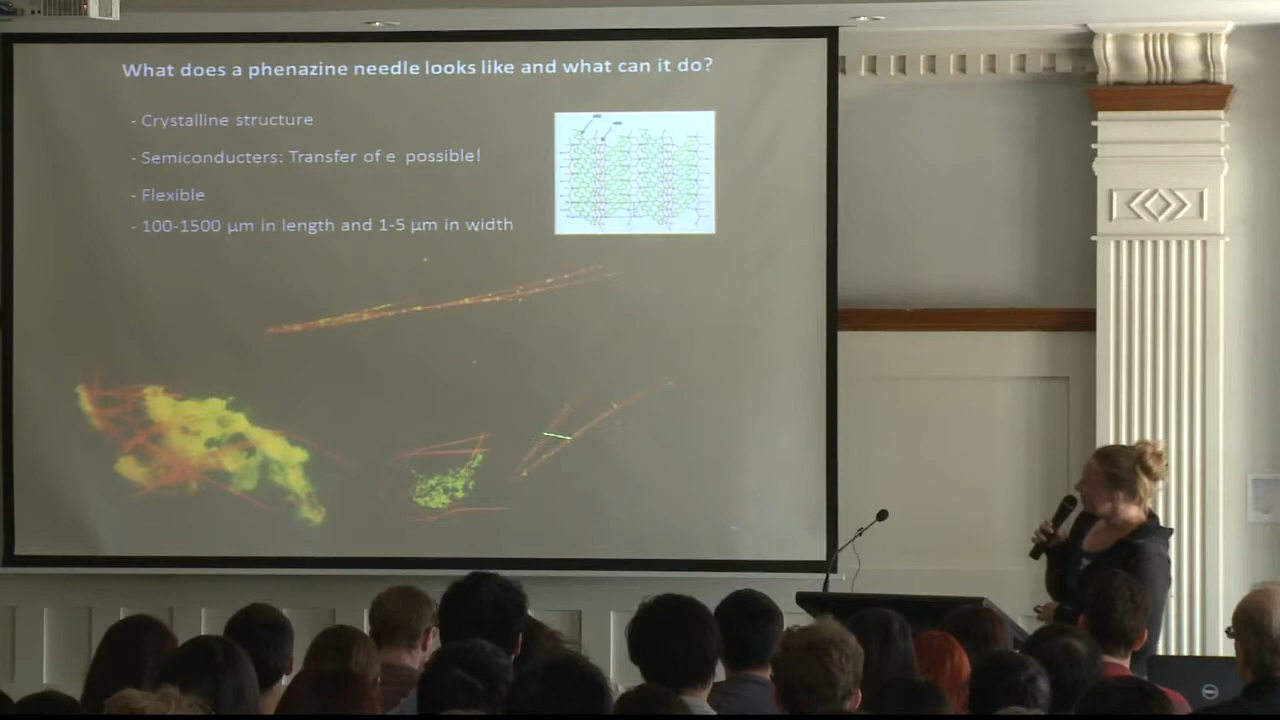 What does a phenazine needle looks like and what can it do?
- Crystalline structure
- Semiconducters: Transfer of e⁻ possible!
- Flexible
- 100-1500 µm in length and 1-5 µm in width
DELL